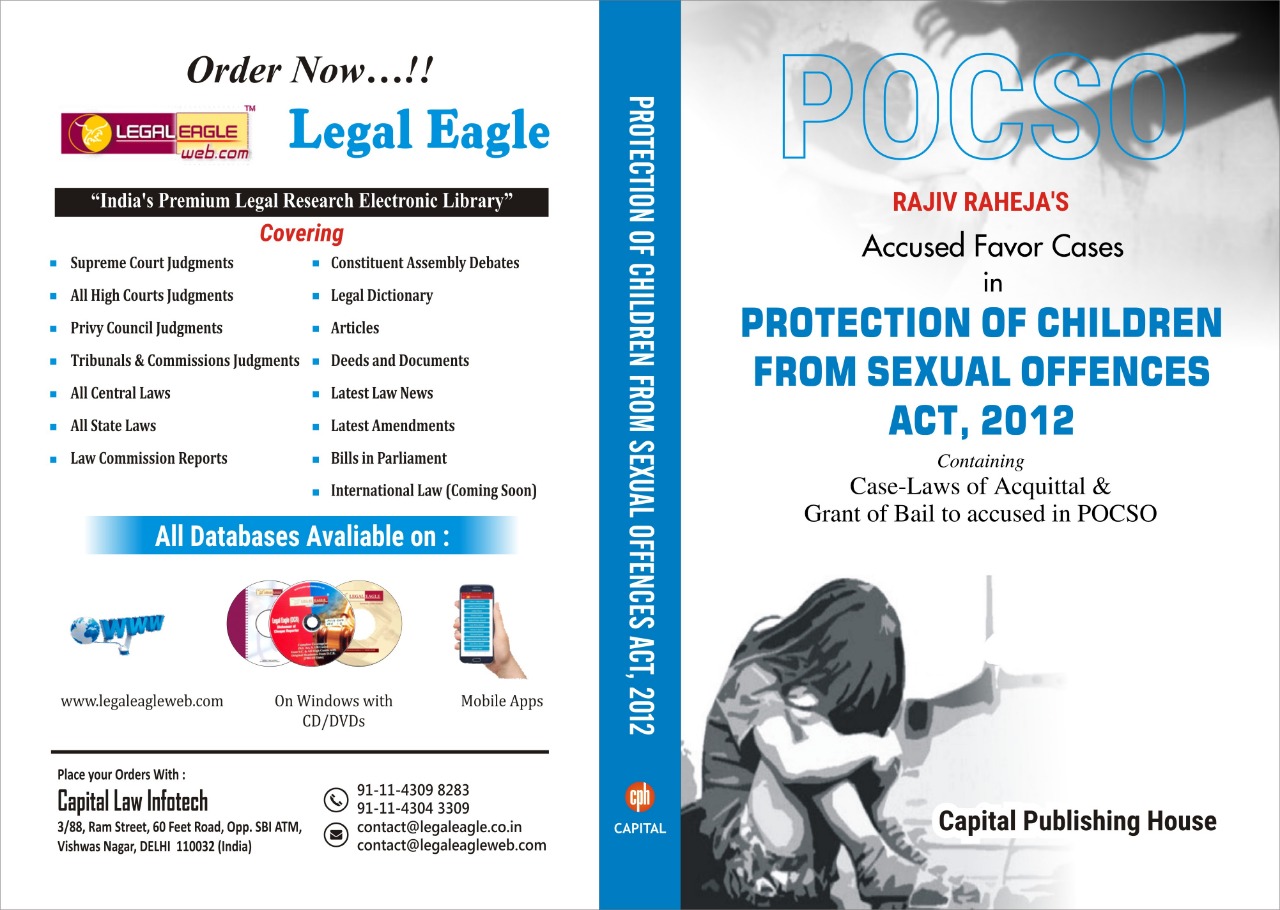 Order Now...!!
LEGAL EAGLE
web.com
TM
Legal Eagle
“India's Premium Legal Research Electronic Library”
Covering
Supreme Court Judgments
All High Courts Judgments
Privy Council Judgments
Tribunals & Commissions Judgments
All Central Laws
All State Laws
Law Commission Reports
Constituent Assembly Debates
Legal Dictionary
Articles
Deeds and Documents
Latest Law News
Latest Amendments
Bills in Parliament
International Law (Coming Soon)
All Databases Avaliable on :
www
LEGAL EAGLE
www.legaleagleweb.com
On Windows with
CD/DVDs
Mobile Apps
Place your Orders With :
Capital Law Infotech
3/88, Ram Street, 60 Feet Road, Opp. SBI ATM,
Vishwas Nagar, DELHI 110032 (India)
91-11-4309 8283
91-11-4304 3309
contact@legaleagle.co.in
contact@legaleagleweb.com
PROTECTION OF CHILDREN FROM SEXUAL OFFENCES ACT, 2012
cph
CAPITAL
POCSO
RAJIV RAHEJA'S
Accused Favor Cases
in
PROTECTION OF CHILDREN
FROM SEXUAL OFFENCES
ACT, 2012
Containing
Case-Laws of Acquittal &
Grant of Bail to accused in POCSO
Capital Publishing House